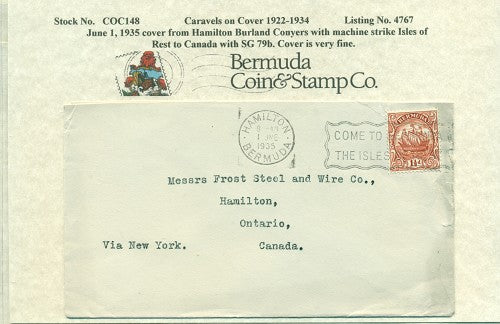 Stock No. COC148 Caravels on Cover 1922-1934 Listing No. 4767
June 1, 1935 cover from Hamilton Burland Conyers with machine strike Isles of
Rest to Canada with SG 79b. Cover is very fine.
Bermuda
Coin&Stamp Co.
HAMILTON
1 JNE
1935
BERMUDA
COME TO
THE ISLES
BERMUDA
Messrs Frost Steel and Wire Co.,
Hamilton,
Ontario,
Via New York. Canada.